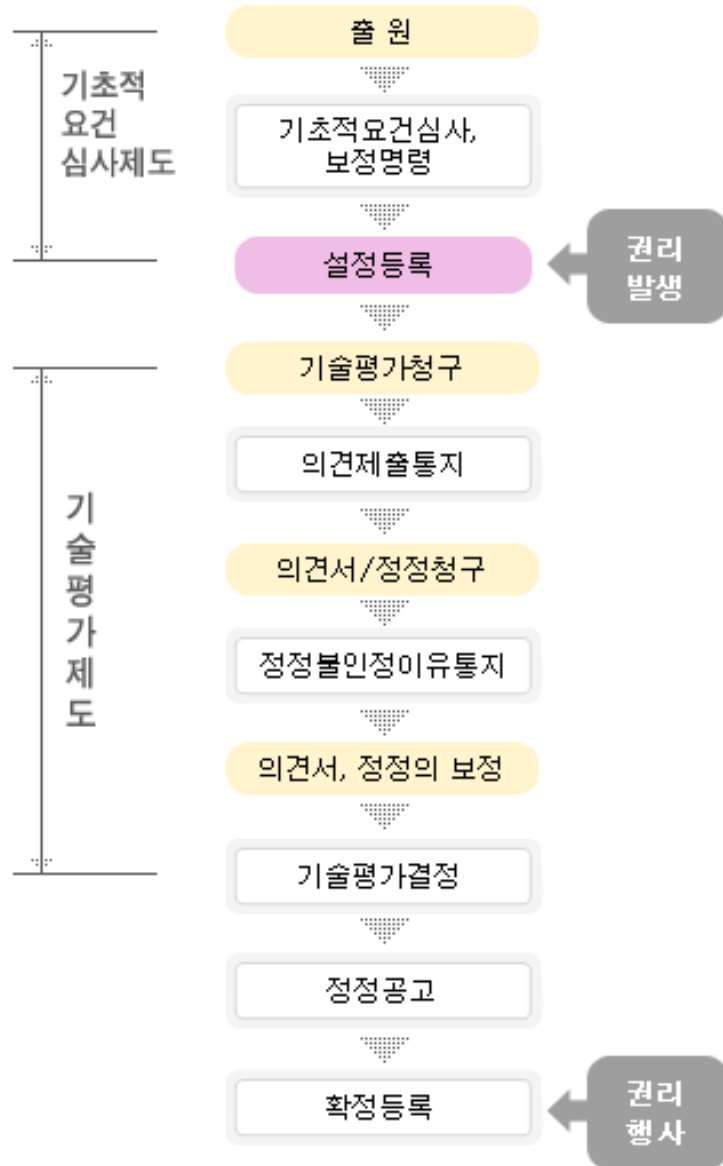 출 원
기초적
요건
심사제도
기초적요건심사,
보정명령
설정등록
권리
발생
기술평가청구
의견제출통지
기
술
평
가
제
도
의견서/정정청구
정정불인정이유통지
의견서, 정정의 보정
기술평가결정
정정공고
확정등록
권리
행사